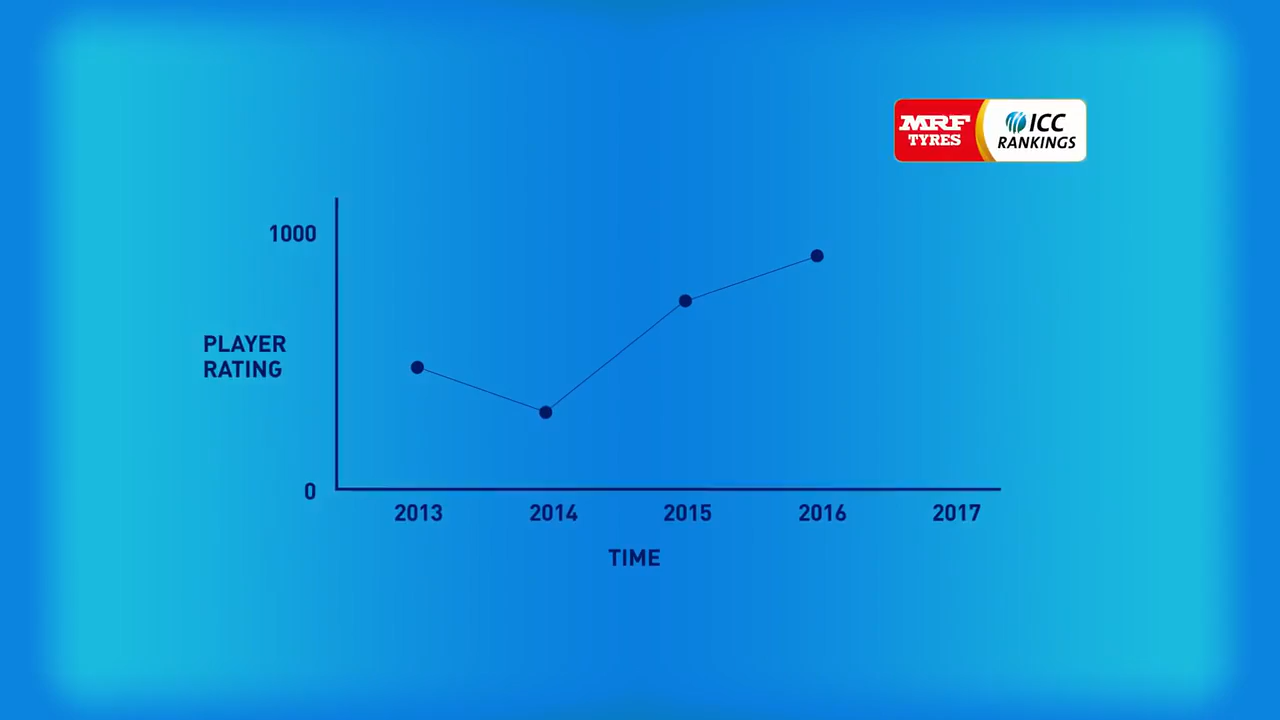 MRF
TYRES
ICC
RANKINGS
1000
PLAYER
RATING
0
2013 2014 2015 2016 2017
TIME